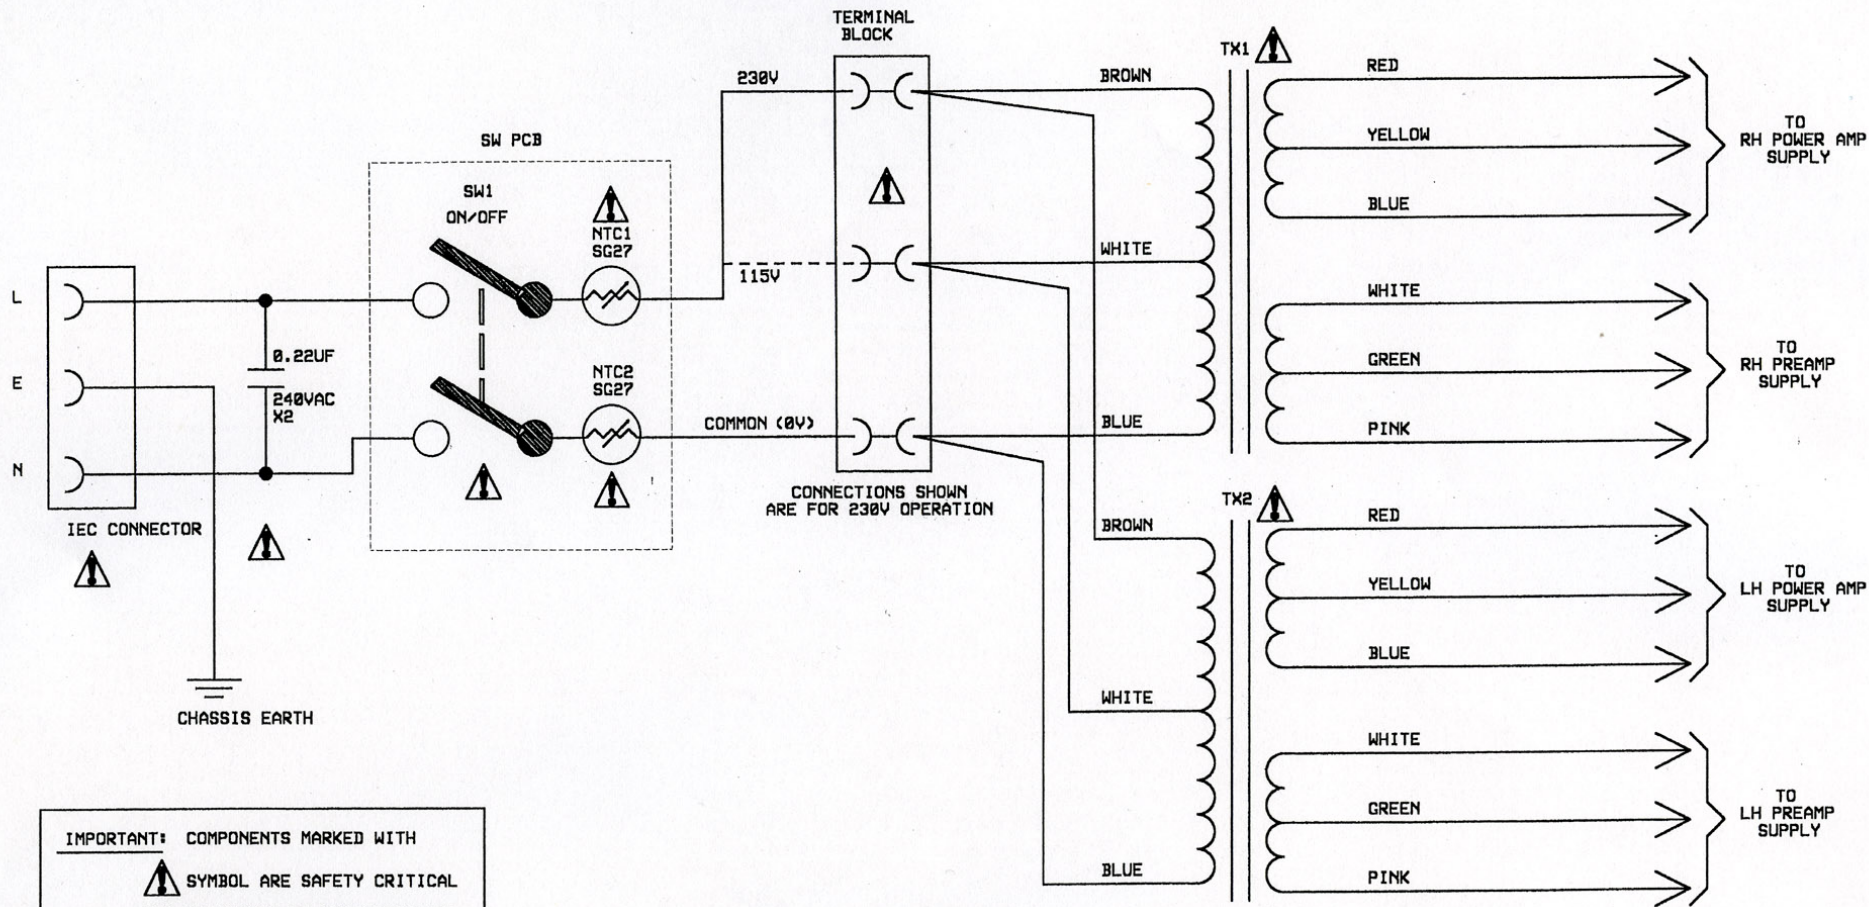 TERMINAL
BLOCK
TX1
230V
BROWN
RED
YELLOW
BLUE
TO
RH POWER AMP
SUPPLY
SW PCB
SW1
ON/OFF
NTC1
SG27
115V
WHITE
WHITE
GREEN
PINK
TO
RH PREAMP
SUPPLY
L
E
N
0.22UF
240VAC
X2
NTC2
SG27
COMMON (0V)
BLUE
CONNECTIONS SHOWN
ARE FOR 230V OPERATION
IEC CONNECTOR
CHASSIS EARTH
TX2
BROWN
RED
YELLOW
BLUE
TO
LH POWER AMP
SUPPLY
WHITE
WHITE
GREEN
PINK
TO
LH PREAMP
SUPPLY
BLUE
IMPORTANT: COMPONENTS MARKED WITH
SYMBOL ARE SAFETY CRITICAL